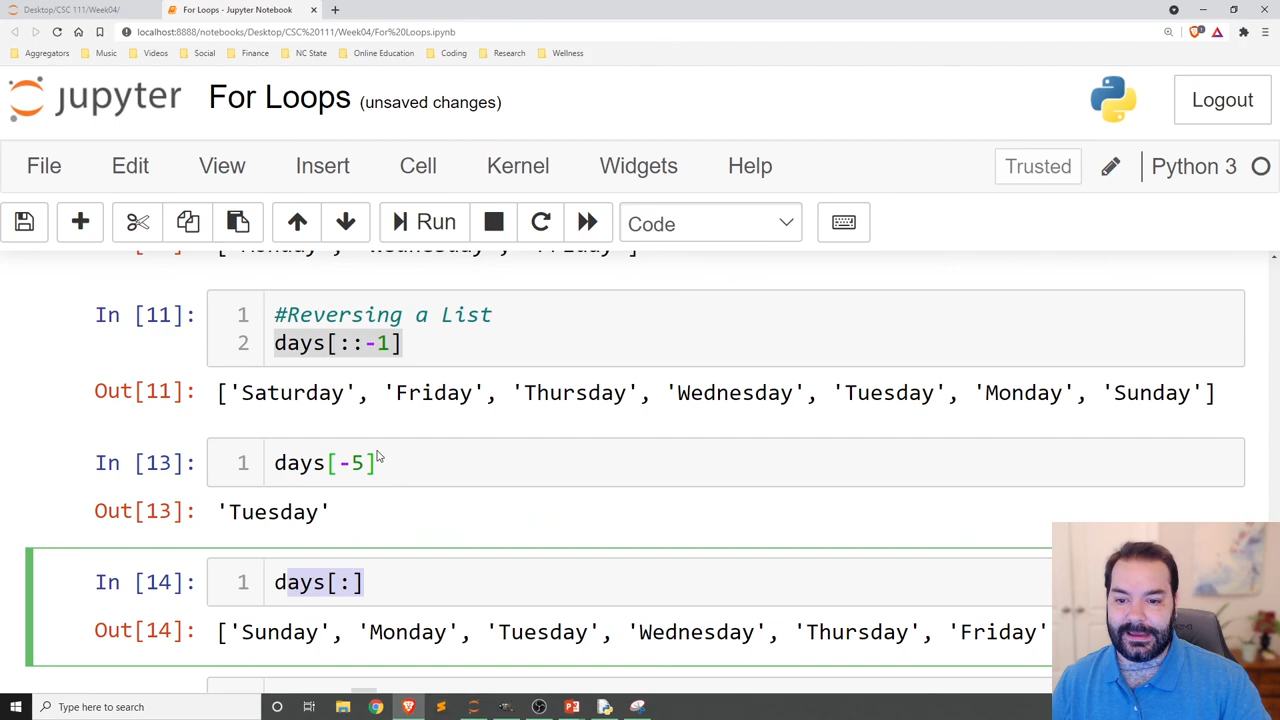 Desktop/CSC 111/Week04/
For Loops - Jupyter Notebook
localhost:8888/notebooks/Desktop/CSC%20111/Week04/For%20Loops.ipynb
Aggregators Music Videos Social Finance NC State Online Education Coding Research Wellness
jupyter For Loops (unsaved changes)
Logout
File Edit View Insert Cell Kernel Widgets Help
Trusted Python 3
Run Code
In [11]: 1 #Reversing a List
2 days[::-1]
Out[11]: ['Saturday', 'Friday', 'Thursday', 'Wednesday', 'Tuesday', 'Monday', 'Sunday']
In [13]: 1 days[-5]
Out[13]: 'Tuesday'
In [14]: 1 days[:]
Out[14]: ['Sunday', 'Monday', 'Tuesday', 'Wednesday', 'Thursday', 'Friday'
Type here to search